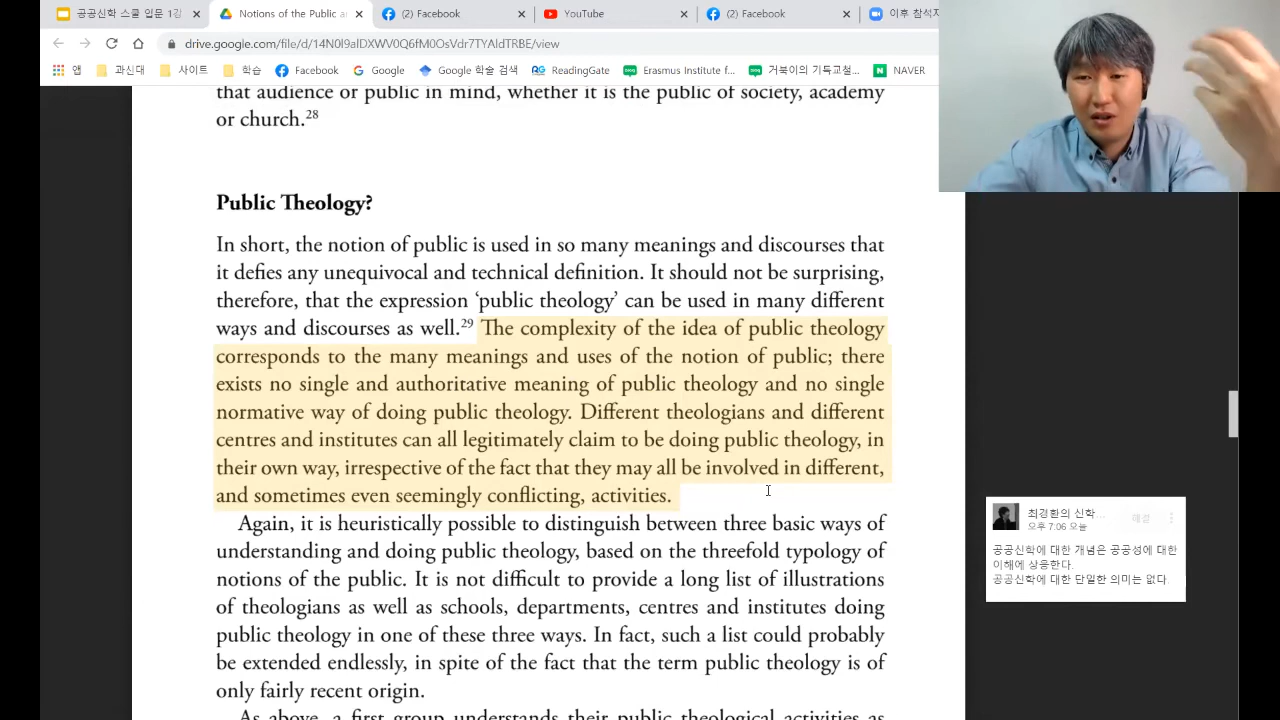 공공신학 스쿨 입문 1강
Notions of the Public a
(2) Facebook
YouTube
(2) Facebook
이후 참석자
drive.google.com/file/d/14N0l9alDXWV0Q6fM0OsVdr7TYAldTRBE/view
앱 과신대 사이트 학습 Facebook Google Google 학술 검색 ReadingGate Erasmus Institute f... 거북이의 기독교철... NAVER
that audience or public in mind, whether it is the public of society, academy
or church.28
Public Theology?
In short, the notion of public is used in so many meanings and discourses that
it defies any unequivocal and technical definition. It should not be surprising,
therefore, that the expression ‘public theology’ can be used in many different
ways and discourses as well.29 The complexity of the idea of public theology
corresponds to the many meanings and uses of the notion of public; there
exists no single and authoritative meaning of public theology and no single
normative way of doing public theology. Different theologians and different
centres and institutes can all legitimately claim to be doing public theology, in
their own way, irrespective of the fact that they may all be involved in different,
and sometimes even seemingly conflicting, activities.
Again, it is heuristically possible to distinguish between three basic ways of
understanding and doing public theology, based on the threefold typology of
notions of the public. It is not difficult to provide a long list of illustrations
of theologians as well as schools, departments, centres and institutes doing
public theology in one of these three ways. In fact, such a list could probably
be extended endlessly, in spite of the fact that the term public theology is of
only fairly recent origin.
As above, a first group understands their public theological activities as
최경환의 신학...
오후 7:06 오늘
해결
공공신학에 대한 개념은 공공성에 대한
이해에 상응한다.
공공신학에 대한 단일한 의미는 없다.